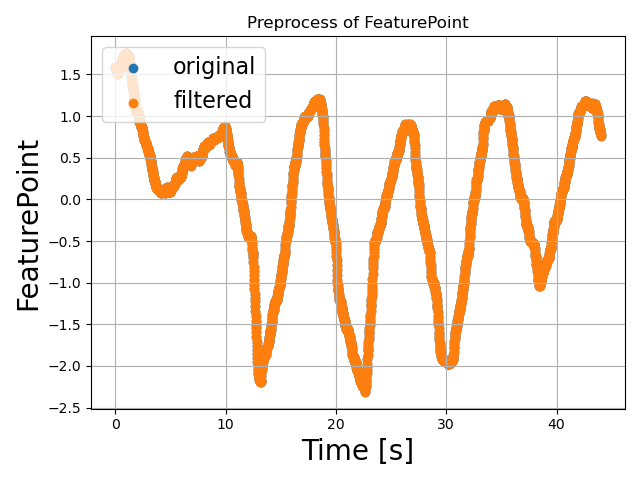 Preprocess of FeaturePoint
original
filtered
FeaturePoint
1.5
1.0
0.5
0.0
−0.5
−1.0
−1.5
−2.0
−2.5
0 10 20 30 40
Time [s]